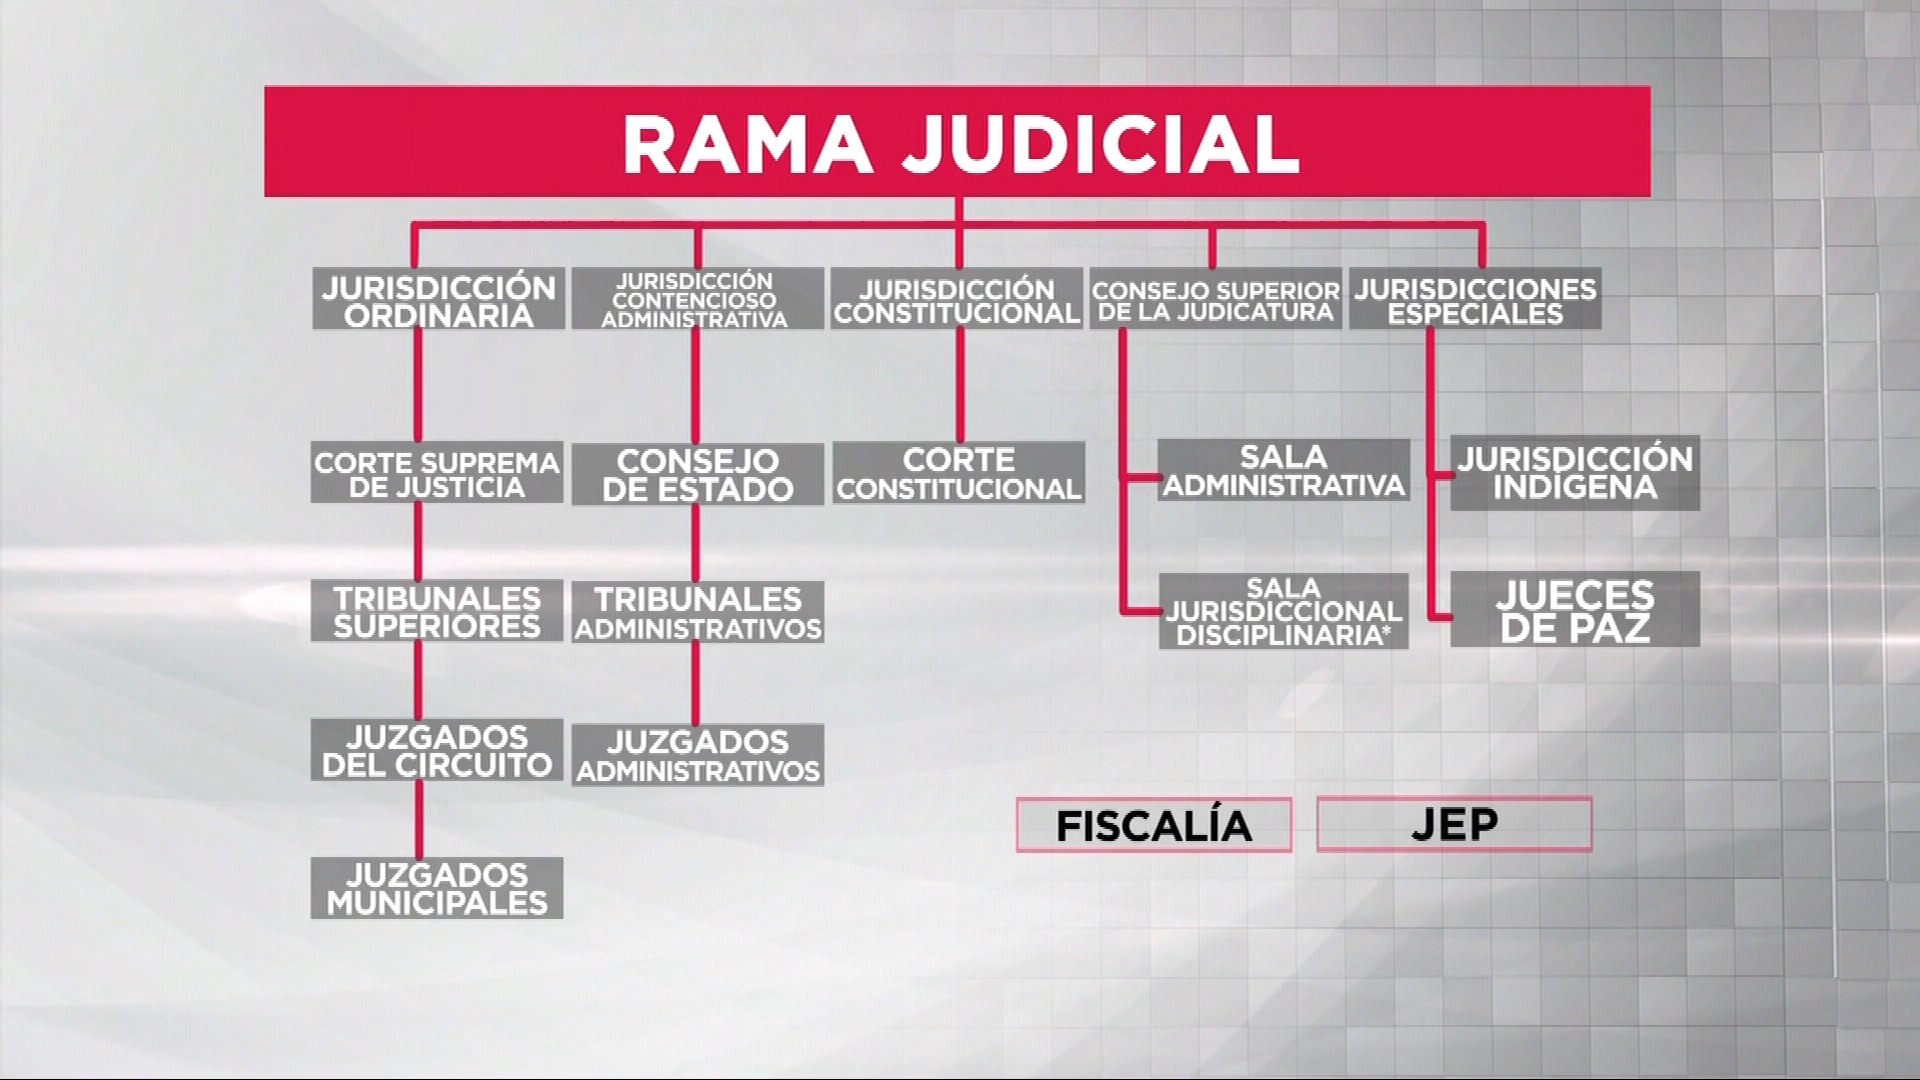 RAMA JUDICIAL
JURISDICCIÓN
ORDINARIA
JURISDICCIÓN
CONTENCIOSO
ADMINISTRATIVA
JURISDICCIÓN
CONSTITUCIONAL
CONSEJO SUPERIOR
DE LA JUDICATURA
JURISDICCIONES
ESPECIALES
CORTE SUPREMA
DE JUSTICIA
CONSEJO
DE ESTADO
CORTE
CONSTITUCIONAL
SALA
ADMINISTRATIVA
JURISDICCIÓN
INDÍGENA
TRIBUNALES
SUPERIORES
TRIBUNALES
ADMINISTRATIVOS
SALA
JURISDICCIONAL
DISCIPLINARIA*
JUECES
DE PAZ
JUZGADOS
DEL CIRCUITO
JUZGADOS
ADMINISTRATIVOS
FISCALÍA
JEP
JUZGADOS
MUNICIPALES